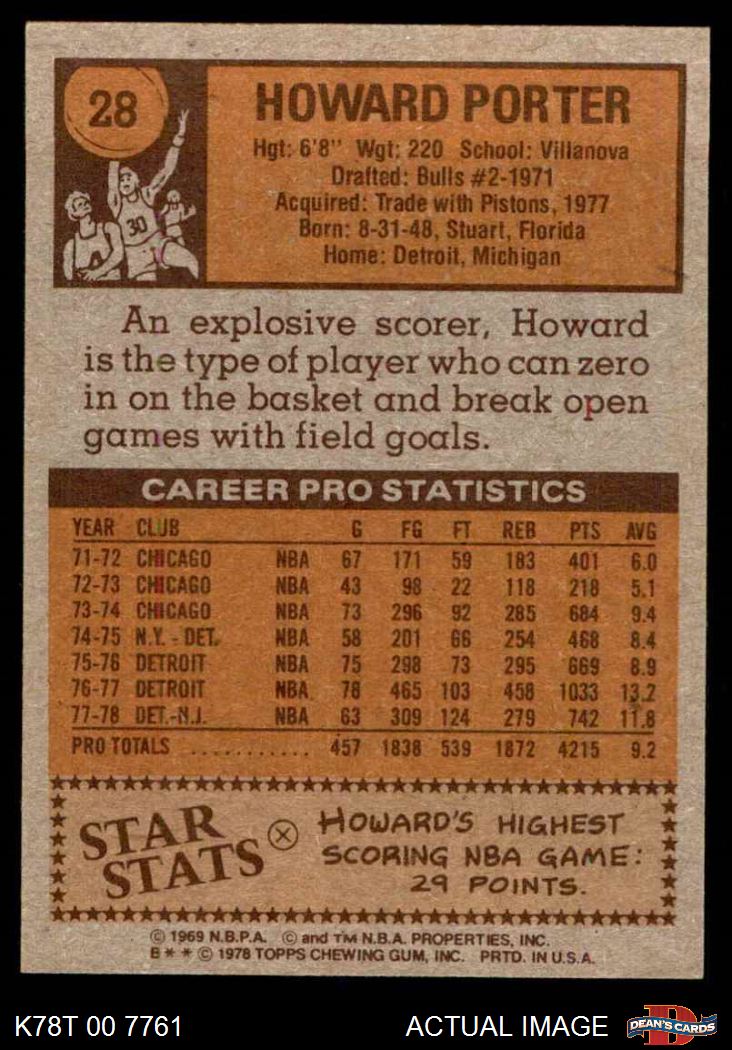 28
HOWARD PORTER
Hgt: 6'8" Wgt: 220 School: Villanova
Drafted: Bulls #2-1971
Acquired: Trade with Pistons, 1977
Born: 8-31-48, Stuart, Florida
Home: Detroit, Michigan
30
An explosive scorer, Howard
is the type of player who can zero
in on the basket and break open
games with field goals.
CAREER PRO STATISTICS
YEAR CLUB G FG FT REB PTS AVG
71-72 CHICAGO NBA 67 171 59 183 401 6.0
72-73 CHICAGO NBA 43 98 22 118 218 5.1
73-74 CHICAGO NBA 73 296 92 285 684 9.4
74-75 N.Y. - DET. NBA 58 201 66 254 468 8.4
75-76 DETROIT NBA 75 298 73 295 669 8.9
76-77 DETROIT NBA 78 465 103 458 1033 13.2
77-78 DET.-N.J. NBA 63 309 124 279 742 11.8
PRO TOTALS ........... 457 1838 539 1872 4215 9.2
STAR
STATS
HOWARD'S HIGHEST
SCORING NBA GAME:
29 POINTS.
© 1969 N.B.P.A. © and TM N.B.A. PROPERTIES, INC.
B * * © 1978 TOPPS CHEWING GUM, INC. PRTD. IN U.S.A.
K78T 00 7761
ACTUAL IMAGE
D
DEAN'S CARDS